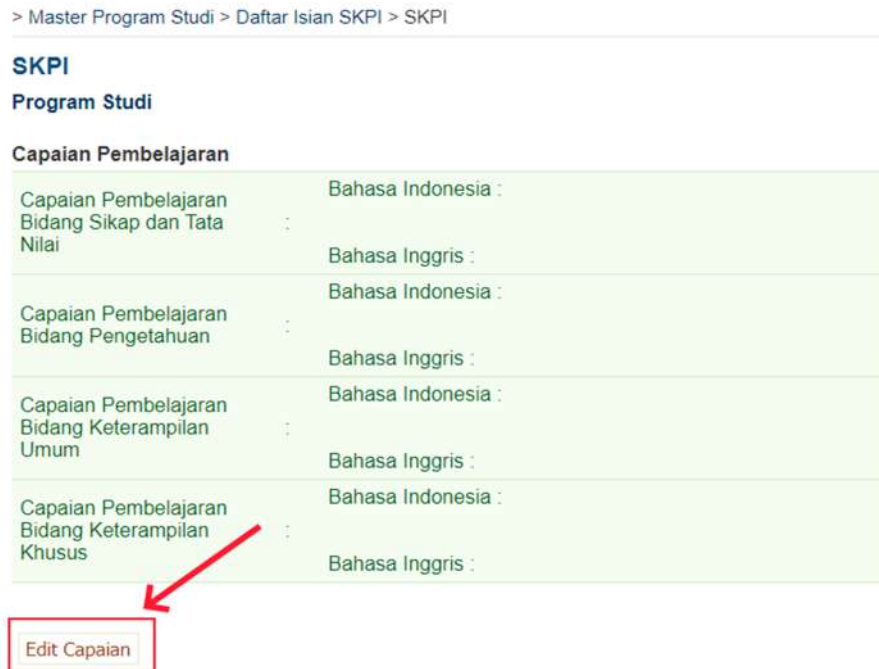 > Master Program Studi > Daftar Isian SKPI > SKPI
SKPI
Program Studi
Capaian Pembelajaran
Capaian Pembelajaran
Bidang Sikap dan Tata
Nilai
:
Bahasa Indonesia :
Bahasa Inggris :
Capaian Pembelajaran
Bidang Pengetahuan
:
Bahasa Indonesia :
Bahasa Inggris :
Capaian Pembelajaran
Bidang Keterampilan
Umum
:
Bahasa Indonesia :
Bahasa Inggris :
Capaian Pembelajaran
Bidang Keterampilan
Khusus
:
Bahasa Indonesia :
Bahasa Inggris :
Edit Capaian